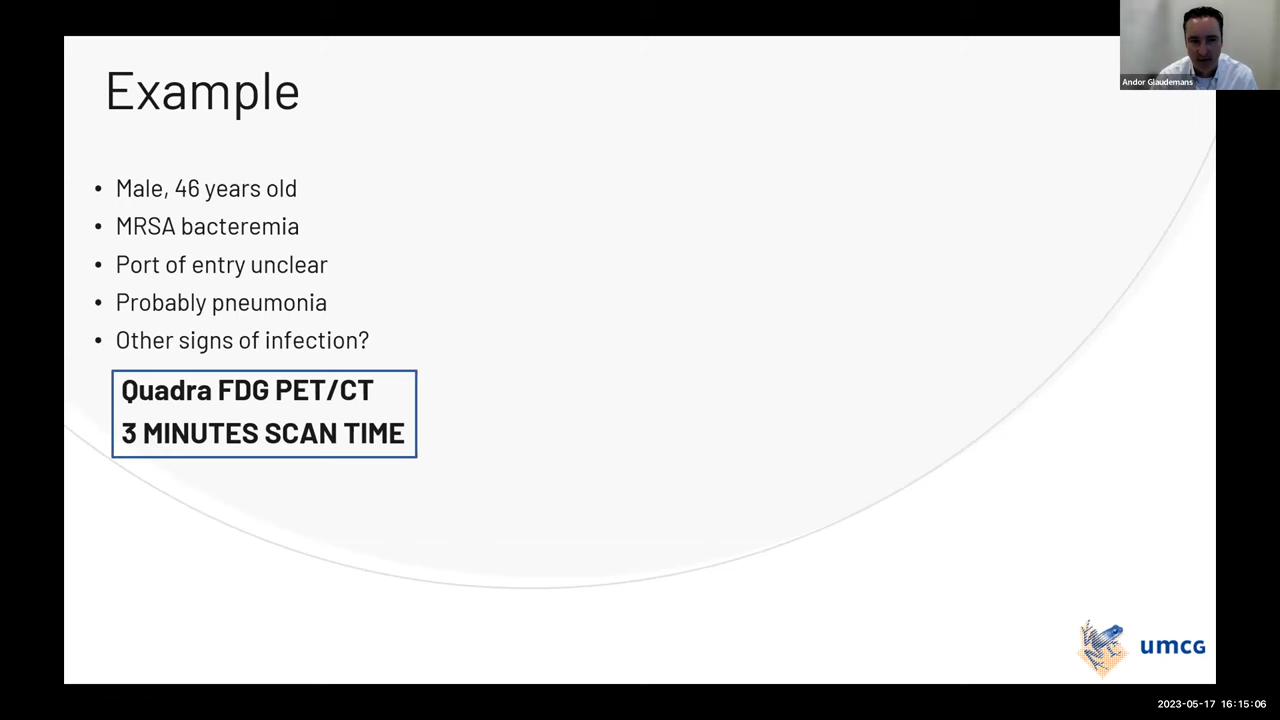 Andor Glaudemans
Example
• Male, 46 years old
• MRSA bacteremia
• Port of entry unclear
• Probably pneumonia
• Other signs of infection?
Quadra FDG PET/CT
3 MINUTES SCAN TIME
umcg
2023-05-17 16:15:06